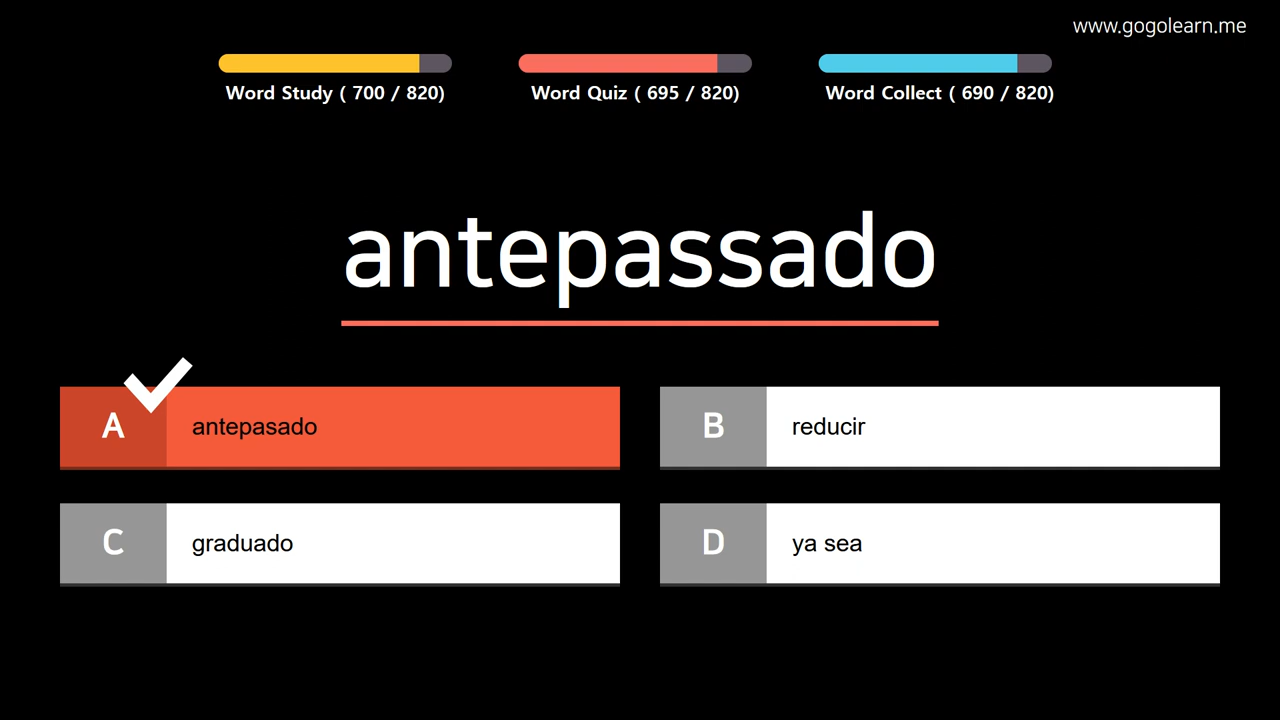 www.gogolearn.me
Word Study ( 700 / 820)
Word Quiz ( 695 / 820)
Word Collect ( 690 / 820)
antepassado
A antepasado
B reducir
C graduado
D ya sea